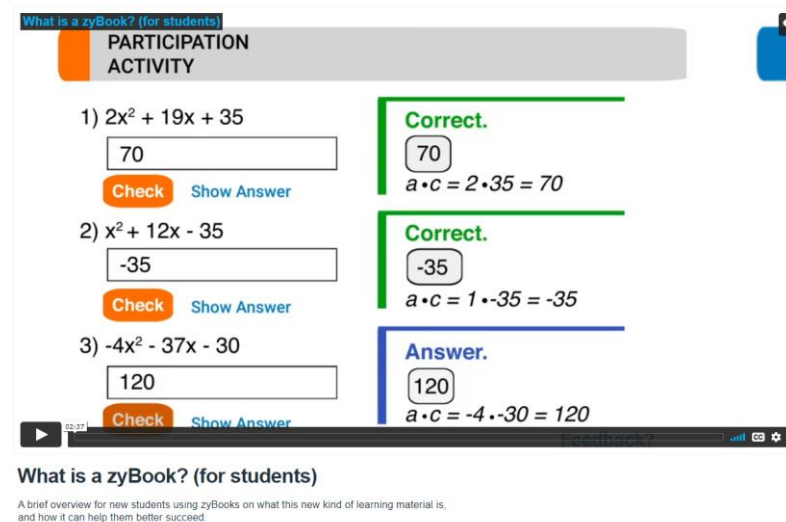 What is a zyBook? (for students)
PARTICIPATION
ACTIVITY
1) 2x² + 19x + 35
70
Check Show Answer
Correct.
70
a•c = 2•35 = 70
2) x² + 12x - 35
-35
Check Show Answer
Correct.
-35
a•c = 1•-35 = -35
3) -4x² - 37x - 30
120
Check Show Answer
Answer.
120
a•c = -4•-30 = 120
Feedback?
02:37
CC
What is a zyBook? (for students)
A brief overview for new students using zyBooks on what this new kind of learning material is,
and how it can help them better succeed.